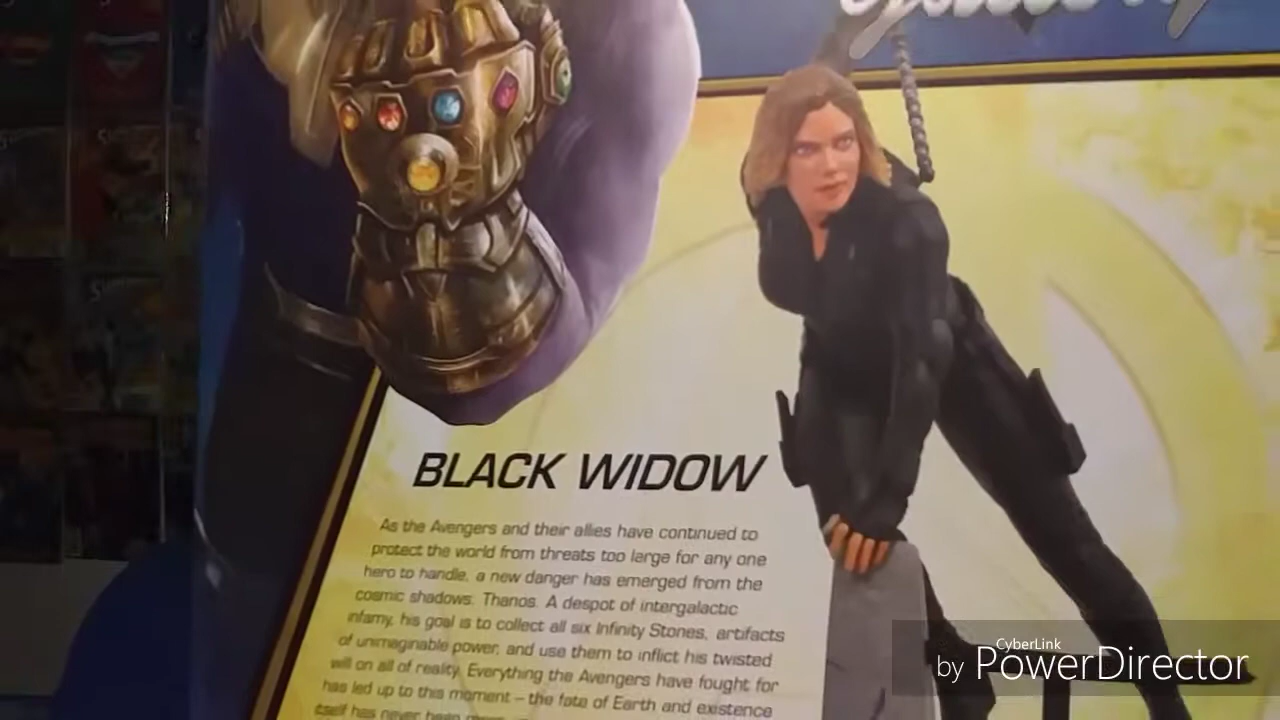 BLACK WIDOW
As the Avengers and their allies have continued to
protect the world from threats too large for any one
hero to handle, a new danger has emerged from the
cosmic shadows: Thanos. A despot of intergalactic
infamy, his goal is to collect all six Infinity Stones, artifacts
of unimaginable power, and use them to inflict his twisted
will on all of reality. Everything the Avengers have fought for
has led up to this moment – the fate of Earth and existence
itself has never been
CyberLink
by PowerDirector